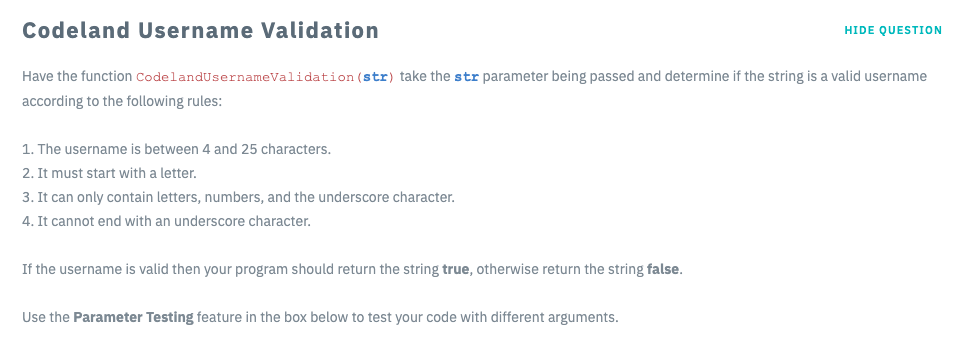 Codeland Username Validation
HIDE QUESTION
Have the function CodelandUsernameValidation(str) take the str parameter being passed and determine if the string is a valid username
according to the following rules:
1. The username is between 4 and 25 characters.
2. It must start with a letter.
3. It can only contain letters, numbers, and the underscore character.
4. It cannot end with an underscore character.
If the username is valid then your program should return the string true, otherwise return the string false.
Use the Parameter Testing feature in the box below to test your code with different arguments.